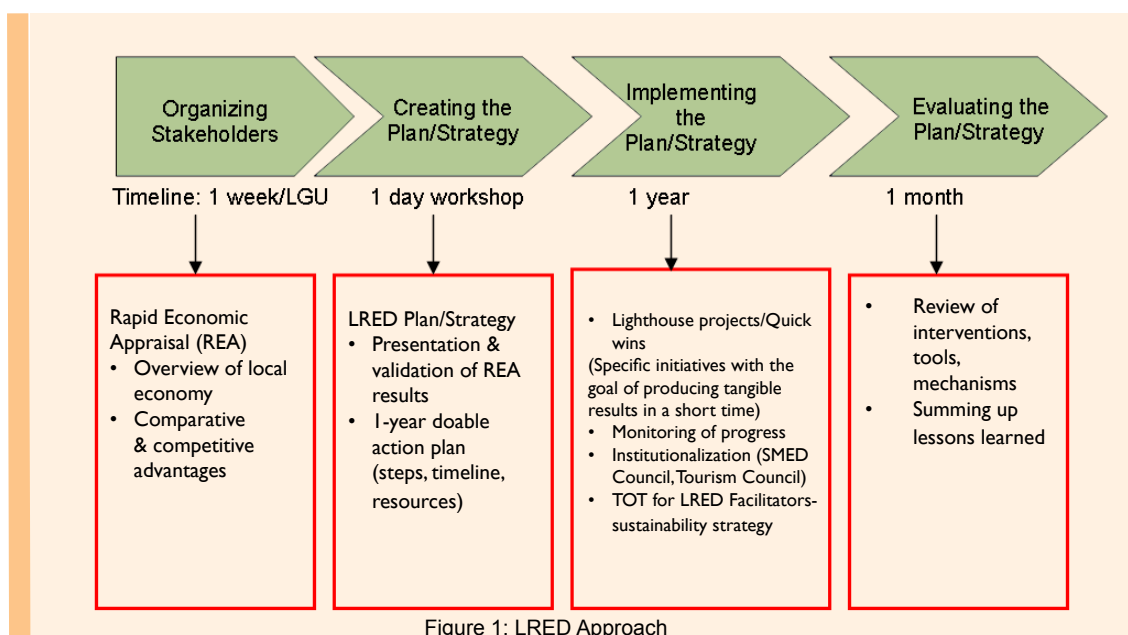 Organizing
Stakeholders
Creating the
Plan/Strategy
Implementing
the
Plan/Strategy
Evaluating the
Plan/Strategy
Timeline: 1 week/LGU
1 day workshop
1 year
1 month
Rapid Economic
Appraisal (REA)
• Overview of local
economy
• Comparative
& competitive
advantages
LRED Plan/Strategy
• Presentation &
validation of REA
results
• 1-year doable
action plan
(steps, timeline,
resources)
• Lighthouse projects/Quick
wins
(Specific initiatives with the
goal of producing tangible
results in a short time)
• Monitoring of progress
• Institutionalization (SMED
Council, Tourism Council)
• TOT for LRED Facilitators-
sustainability strategy
• Review of
interventions,
tools,
mechanisms
• Summing up
lessons learned
Figure 1: LRED Approach